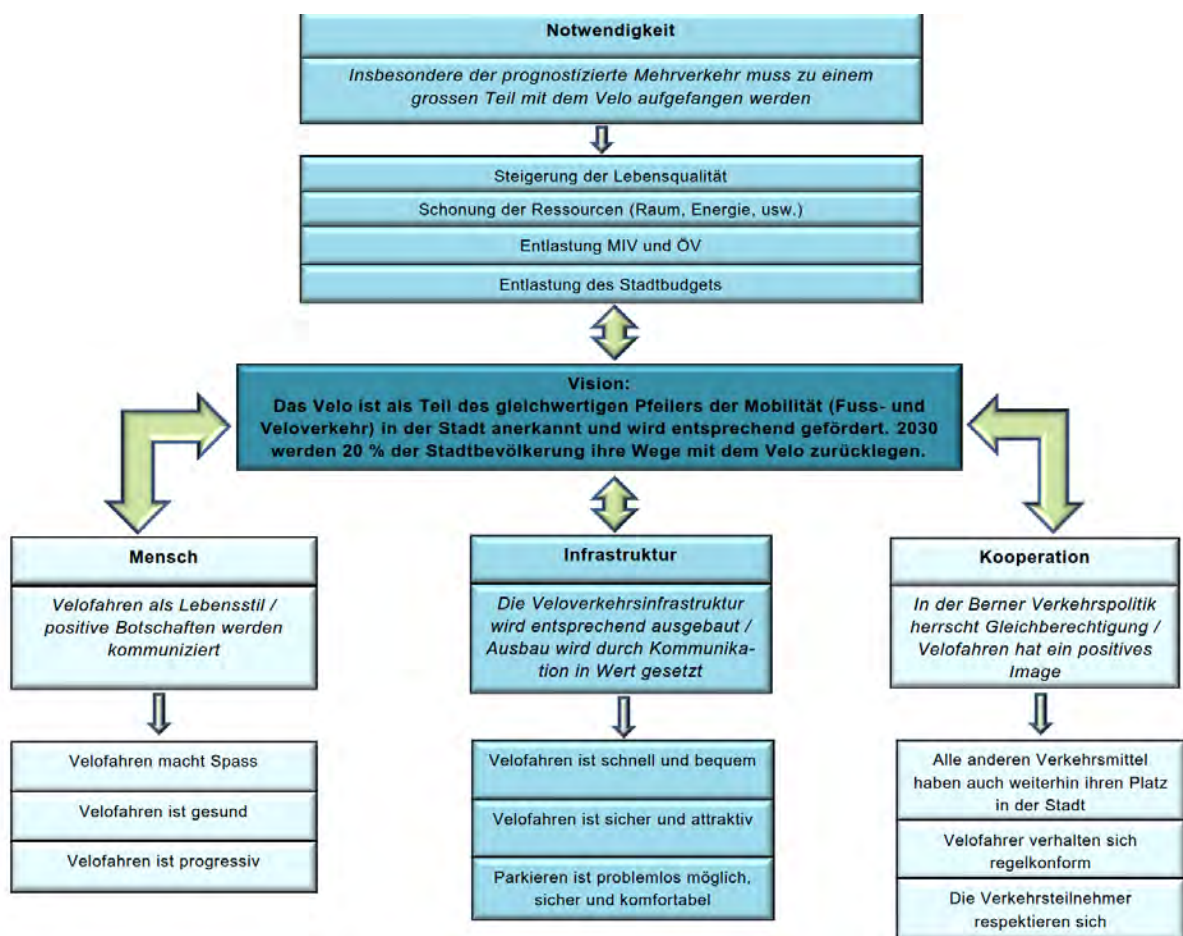 Notwendigkeit
Insbesondere der prognostizierte Mehrverkehr muss zu einem
grossen Teil mit dem Velo aufgefangen werden
Steigerung der Lebensqualität
Schonung der Ressourcen (Raum, Energie, usw.)
Entlastung MIV und ÖV
Entlastung des Stadtbudgets
Vision:
Das Velo ist als Teil des gleichwertigen Pfeilers der Mobilität (Fuss- und
Veloverkehr) in der Stadt anerkannt und wird entsprechend gefördert. 2030
werden 20 % der Stadtbevölkerung ihre Wege mit dem Velo zurücklegen.
Mensch
Velofahren als Lebensstil /
positive Botschaften werden
kommuniziert
Velofahren macht Spass
Velofahren ist gesund
Velofahren ist progressiv
Infrastruktur
Die Veloverkehrsinfrastruktur
wird entsprechend ausgebaut /
Ausbau wird durch Kommunika-
tion in Wert gesetzt
Velofahren ist schnell und bequem
Velofahren ist sicher und attraktiv
Parkieren ist problemlos möglich,
sicher und komfortabel
Kooperation
In der Berner Verkehrspolitik
herrscht Gleichberechtigung /
Velofahren hat ein positives
Image
Alle anderen Verkehrsmittel
haben auch weiterhin ihren Platz
in der Stadt
Velofahrer verhalten sich
regelkonform
Die Verkehrsteilnehmer
respektieren sich